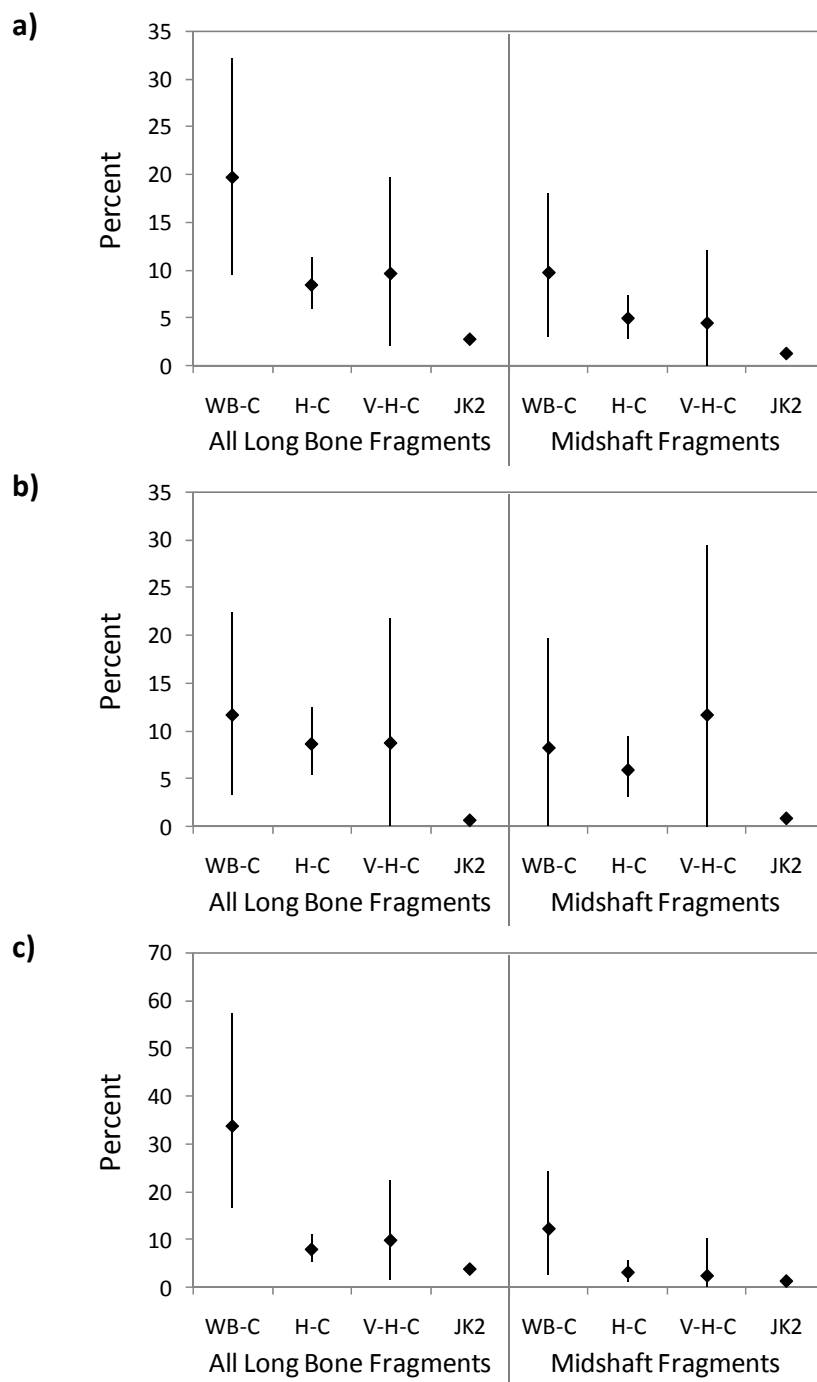 a)
35
30
25
20
15
10
5
0
Percent
WB-C H-C V-H-C JK2 WB-C H-C V-H-C JK2
All Long Bone Fragments Midshaft Fragments
b)
35
30
25
20
15
10
5
0
Percent
WB-C H-C V-H-C JK2 WB-C H-C V-H-C JK2
All Long Bone Fragments Midshaft Fragments
c)
70
60
50
40
30
20
10
0
Percent
WB-C H-C V-H-C JK2 WB-C H-C V-H-C JK2
All Long Bone Fragments Midshaft Fragments